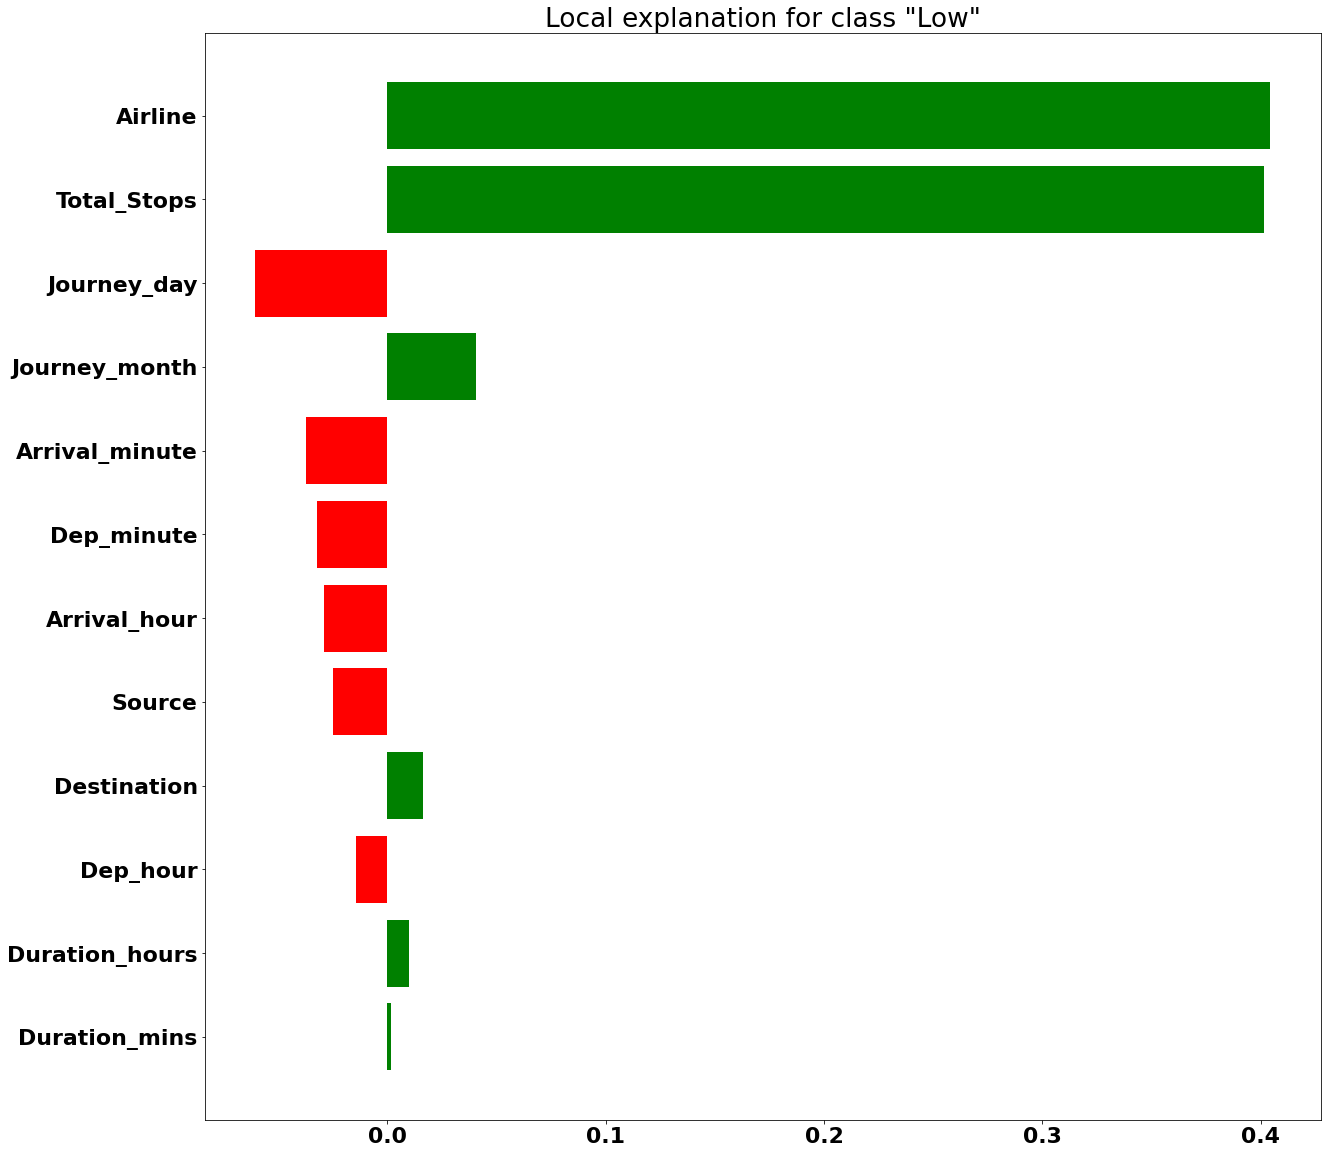 Local explanation for class "Low"
Airline
Total_Stops
Journey_day
Journey_month
Arrival_minute
Dep_minute
Arrival_hour
Source
Destination
Dep_hour
Duration_hours
Duration_mins
0.0 0.1 0.2 0.3 0.4